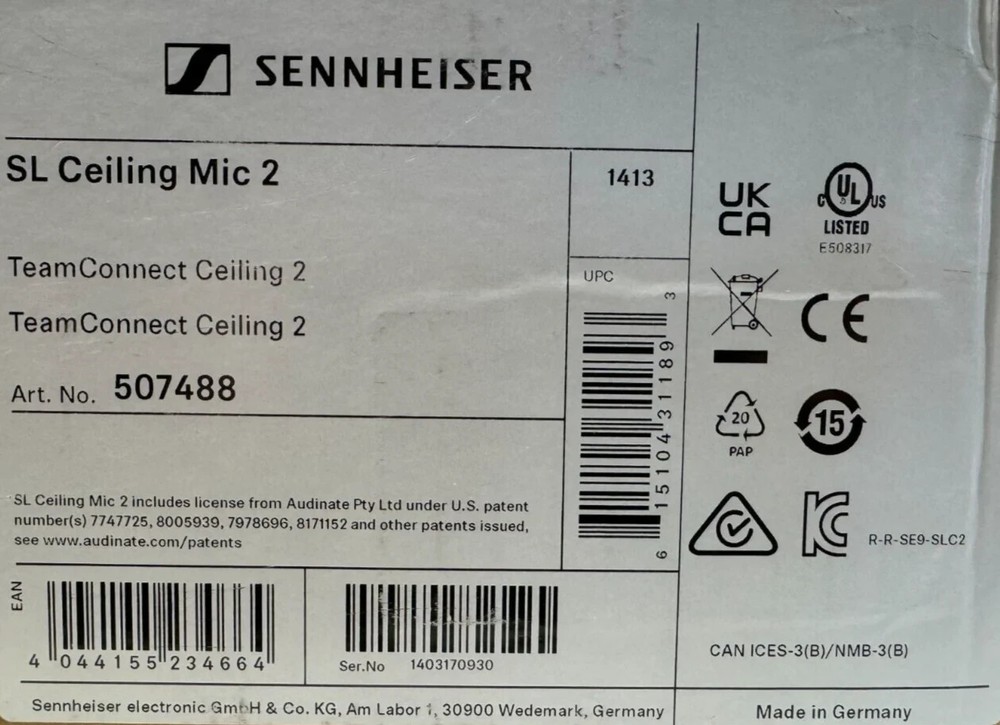 SENNHEISER
SL Ceiling Mic 2
TeamConnect Ceiling 2
TeamConnect Ceiling 2
Art. No. 507488
1413
UPC
6 15104 31189 3
SL Ceiling Mic 2 includes license from Audinate Pty Ltd under U.S. patent
number(s) 7747725, 8005939, 7978696, 8171152 and other patents issued,
see www.audinate.com/patents
EAN
4 044155 234664
Ser.No 1403170930
Sennheiser electronic GmbH & Co. KG, Am Labor 1, 30900 Wedemark, Germany
UK
CA
C UL US
LISTED
E508317
CE
20
PAP
15
KC
R-R-SE9-SLC2
CAN ICES-3(B)/NMB-3(B)
Made in Germany